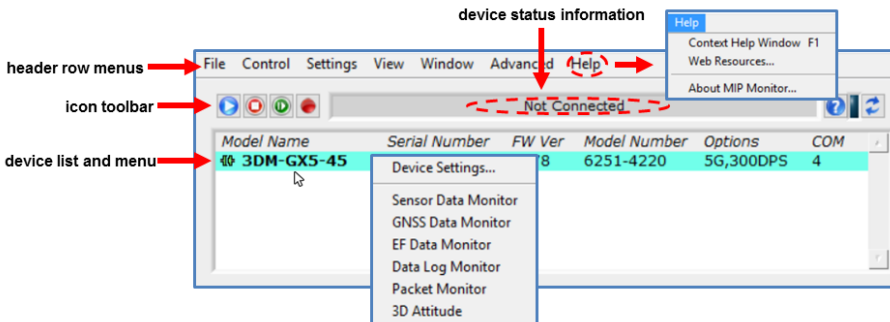 device status information
Help
Context Help Window F1
Web Resources...
About MIP Monitor...
header row menus
File Control Settings View Window Advanced Help
icon toolbar
Not Connected
?
device list and menu
Model Name Serial Number FW Ver Model Number Options COM
3DM-GX5-45 78 6251-4220 5G,300DPS 4
Device Settings...
Sensor Data Monitor
GNSS Data Monitor
EF Data Monitor
Data Log Monitor
Packet Monitor
3D Attitude